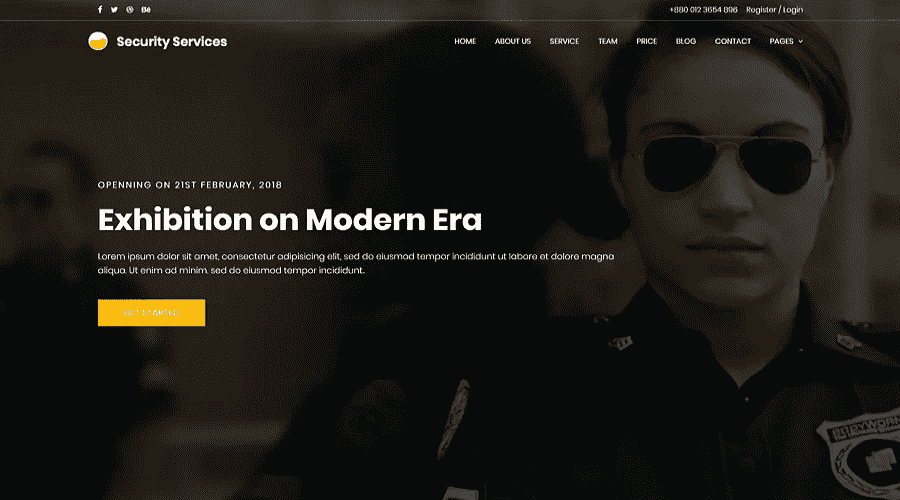 +880 012 3654 896 Register / Login
Security Services
HOME ABOUT US SERVICE TEAM PRICE BLOG CONTACT PAGES
OPENNING ON 21ST FEBRUARY, 2018
Exhibition on Modern Era
Lorem ipsum dolor sit amet, consectetur adipisicing elit, sed do eiusmod tempor incididunt ut labore et dolore magna
aliqua. Ut enim ad minim. sed do eiusmod tempor incididunt.
GET STARTED